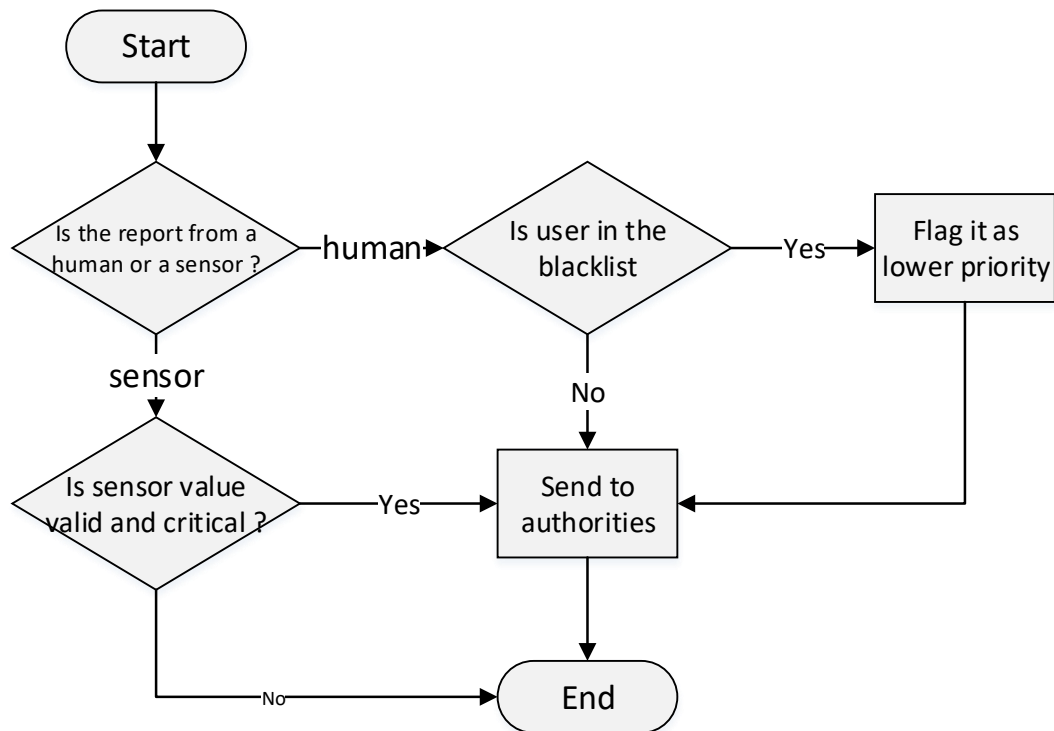 Start
Is the report from a
human or a sensor ?
human
Is user in the
blacklist
Yes
Flag it as
lower priority
sensor
No
Is sensor value
valid and critical ?
Yes
Send to
authorities
No
End